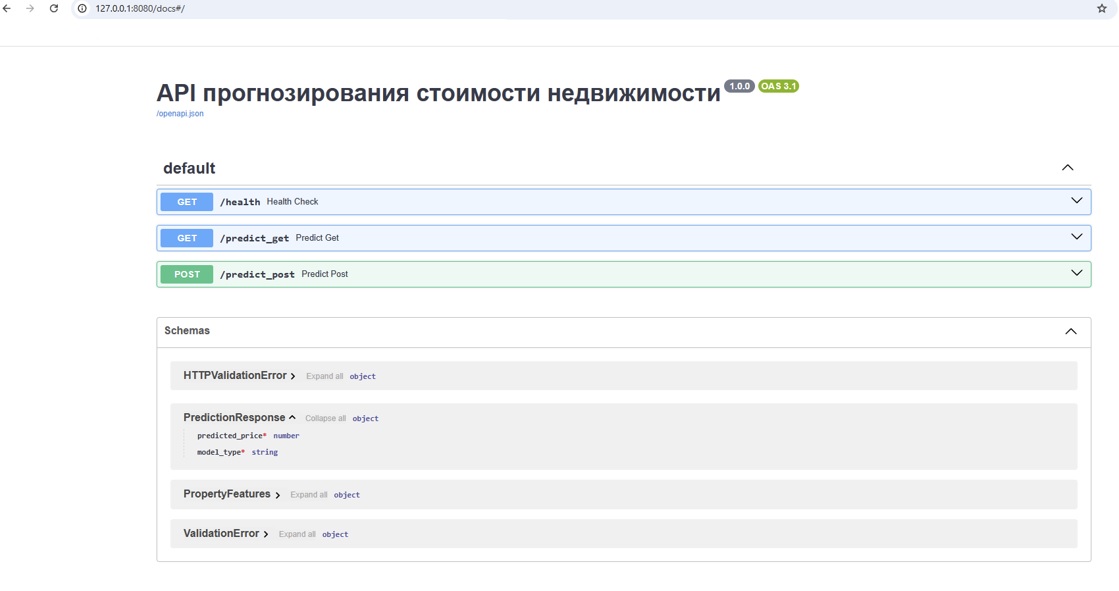 127.0.0.1:8080/docs#/
API прогнозирования стоимости недвижимости 1.0.0 OAS 3.1
/openapi.json
default
GET /health Health Check
GET /predict_get Predict Get
POST /predict_post Predict Post
Schemas
HTTPValidationError Expand all object
PredictionResponse Collapse all object
predicted_price* number
model_type* string
PropertyFeatures Expand all object
ValidationError Expand all object